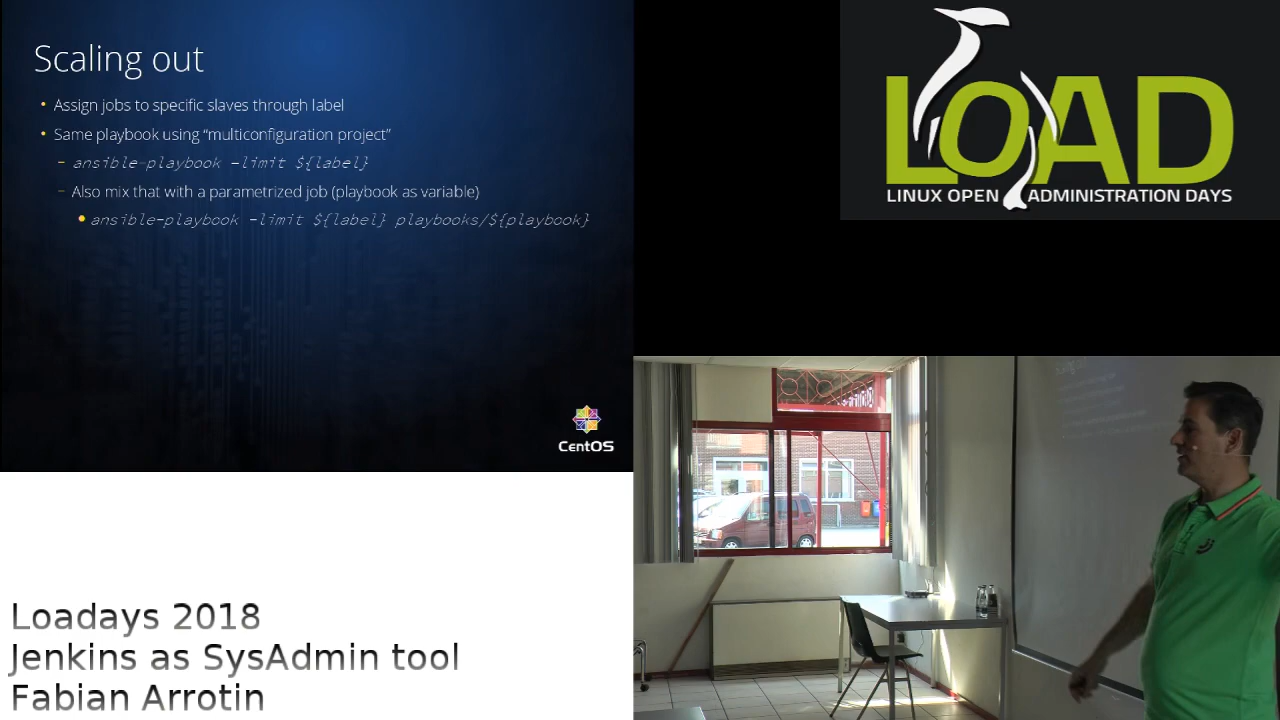 Scaling out
• Assign jobs to specific slaves through label
• Same playbook using “multiconfiguration project”
– ansible-playbook –limit ${label}
– Also mix that with a parametrized job (playbook as variable)
• ansible-playbook –limit ${label} playbooks/${playbook}
CentOS
LOAD
LINUX OPEN ADMINISTRATION DAYS
Loadays 2018
Jenkins as SysAdmin tool
Fabian Arrotin